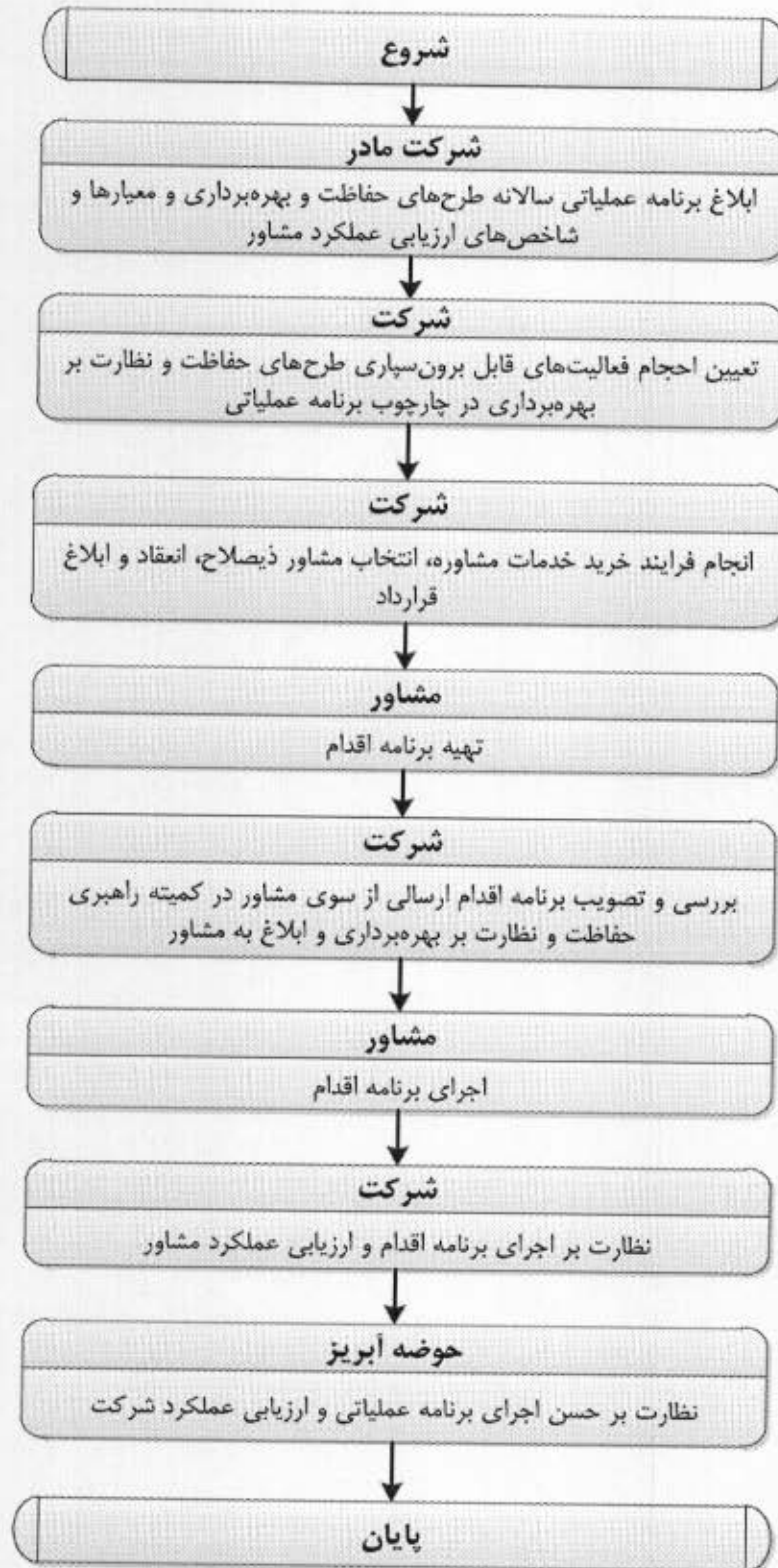 شروع
شرکت مادر
ابلاغ برنامه عملیاتی سالانه طرح‌های حفاظت و بهره‌برداری و معیارها و
شاخص‌های ارزیابی عملکرد مشاور
شرکت
تعیین احجام فعالیت‌های قابل برون‌سپاری طرح‌های حفاظت و نظارت بر
بهره‌برداری در چارچوب برنامه عملیاتی
شرکت
انجام فرایند خرید خدمات مشاوره، انتخاب مشاور ذیصلاح، انعقاد و ابلاغ
قرارداد
مشاور
تهیه برنامه اقدام
شرکت
بررسی و تصویب برنامه اقدام ارسالی از سوی مشاور در کمیته راهبری
حفاظت و نظارت بر بهره‌برداری و ابلاغ به مشاور
مشاور
اجرای برنامه اقدام
شرکت
نظارت بر اجرای برنامه اقدام و ارزیابی عملکرد مشاور
حوضه آبریز
نظارت بر حسن اجرای برنامه عملیاتی و ارزیابی عملکرد شرکت
پایان